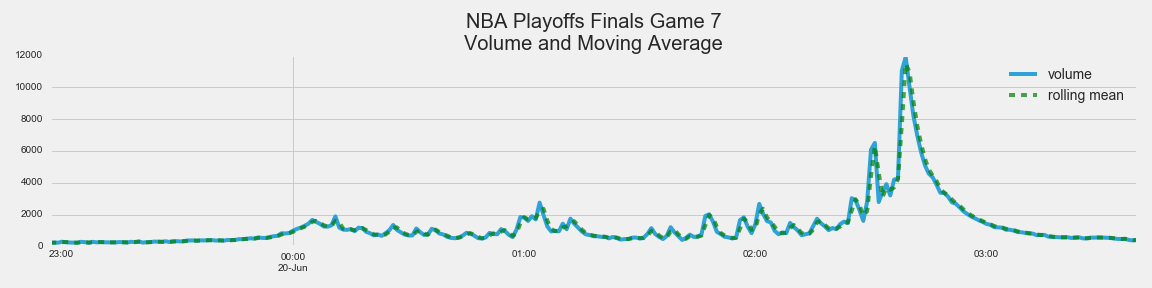 NBA Playoffs Finals Game 7
Volume and Moving Average
12000
10000
8000
6000
4000
2000
0
volume
rolling mean
23:00
00:00
20-Jun
01:00
02:00
03:00